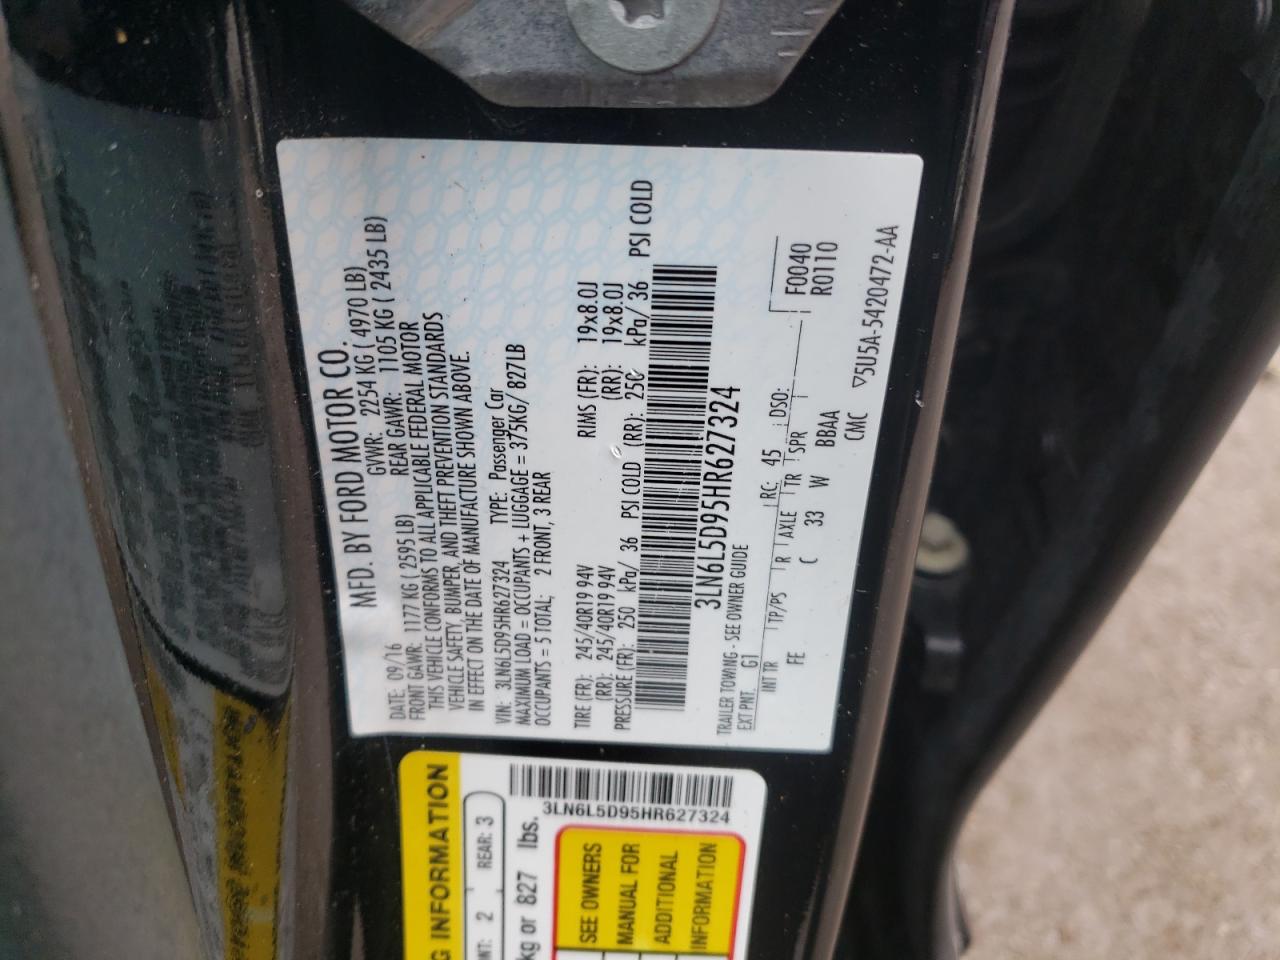 MFD. BY FORD MOTOR CO.
DATE: 09/16 GVWR: 2254 KG ( 4970 LB)
FRONT GAWR: 1177 KG ( 2595 LB) REAR GAWR: 1105 KG ( 2435 LB)
THIS VEHICLE CONFORMS TO ALL APPLICABLE FEDERAL MOTOR
VEHICLE SAFETY, BUMPER, AND THEFT PREVENTION STANDARDS
IN EFFECT ON THE DATE OF MANUFACTURE SHOWN ABOVE.
VIN: 3LN6L5D95HR627324 TYPE: Passenger Car
MAXIMUM LOAD = OCCUPANTS + LUGGAGE = 375KG/ 827LB
OCCUPANTS = 5 TOTAL; 2 FRONT, 3 REAR
TIRE (FR): 245/40R19 94V RIMS (FR): 19x8.0J
(RR): 245/40R19 94V (RR): 19x8.0J
PRESSURE (FR): 250 kPa/ 36 PSI COLD (RR): 250 kPa/ 36 PSI COLD
3LN6L5D95HR627324
TRAILER TOWING - SEE OWNER GUIDE
EXT PNT: G1 RC: 45 DSO:
INT TR TP/PS R AXLE TR SPR
FE C 33 W BBAA
CMC
F0040
R0110
▽5U5A-5420472-AA
G INFORMATION
NT: 2 REAR: 3
kg or 827 lbs.
3LN6L5D95HR627324
SEE OWNERS
MANUAL FOR
ADDITIONAL
INFORMATION